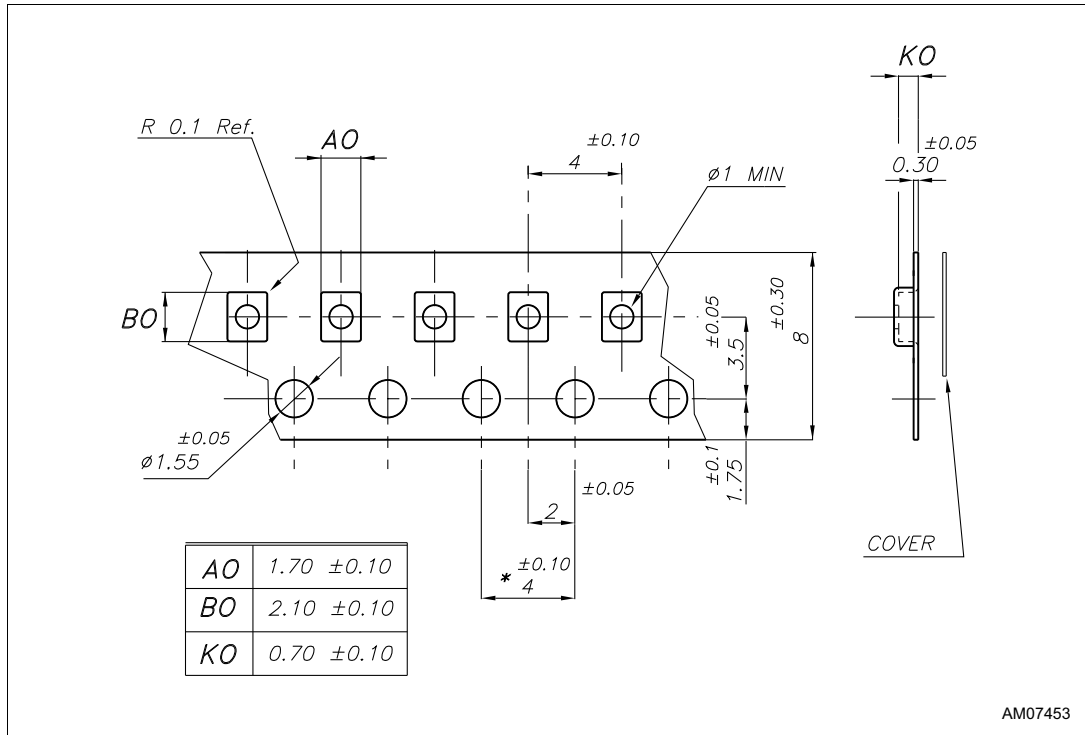 KO
R 0.1 Ref.
AO
±0.10
4
ø1 MIN
±0.05
0.30
BO
±0.05
3.5
±0.30
8
±0.05
ø1.55
±0.1
1.75
±0.05
2
±0.10
* 4
COVER
AO 1.70 ±0.10
BO 2.10 ±0.10
KO 0.70 ±0.10
AM07453